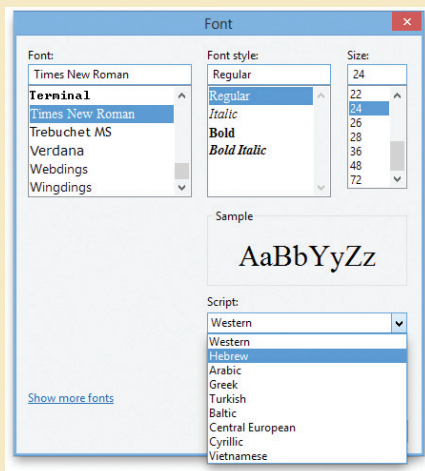 Font
Font:
Times New Roman
Terminal
Times New Roman
Trebuchet MS
Verdana
Webdings
Wingdings
Font style:
Regular
Regular
Italic
Bold
Bold Italic
Size:
24
22
24
26
28
36
48
72
Sample
AaBbYyZz
Script:
Western
Western
Hebrew
Arabic
Greek
Turkish
Baltic
Central European
Cyrillic
Vietnamese
Show more fonts